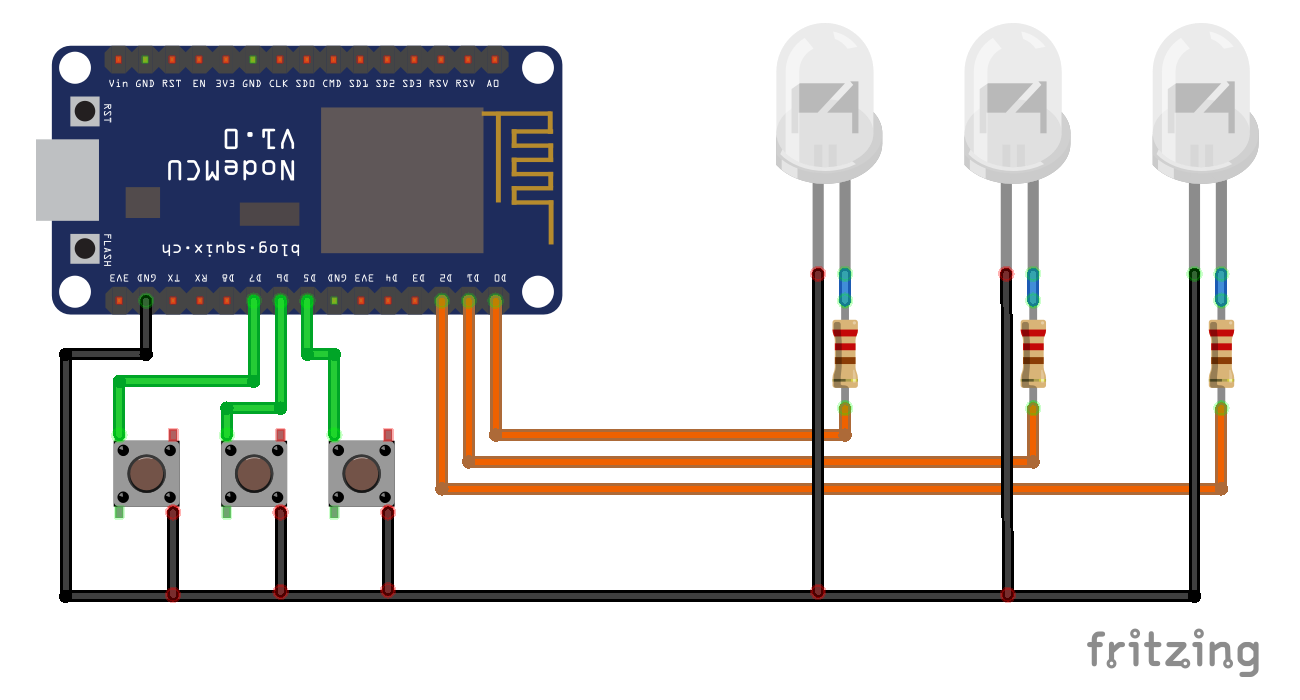 Vin GND RST EN 3V3 GND CLK SD0 CMD SD1 SD2 SD3 RSV RSV A0
RST
V1.0
NodeMCU
blog.squix.ch
FLASH
3V3 GND TX RX D8 D7 D6 D5 GND 3V3 D4 D3 D2 D1 D0
fritzing